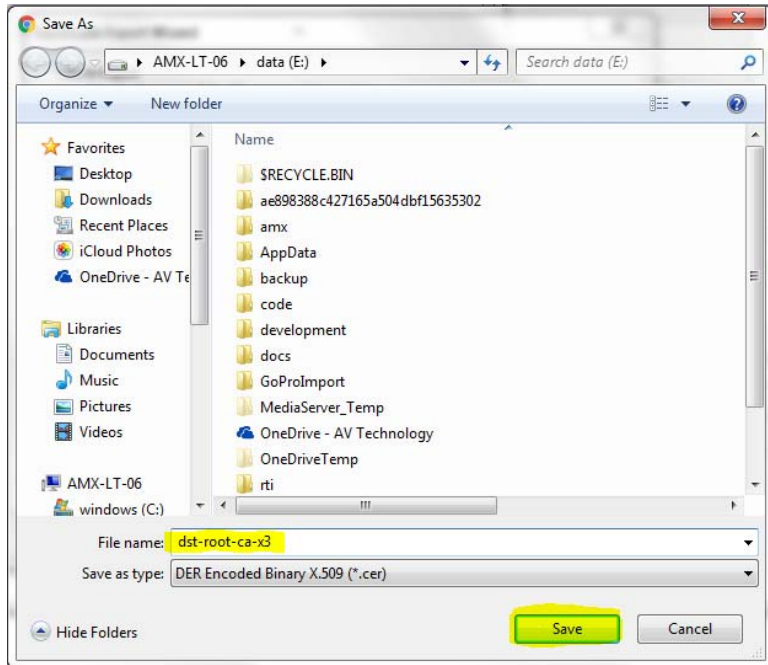 Save As
AMX-LT-06 ▸ data (E:) ▸
Search data (E:)
Organize
New folder
Favorites
Desktop
Downloads
Recent Places
iCloud Photos
OneDrive - AV Te
Libraries
Documents
Music
Pictures
Videos
AMX-LT-06
windows (C:)
Name
$RECYCLE.BIN
ae898388c427165a504dbf15635302
amx
AppData
backup
code
development
docs
GoProImport
MediaServer_Temp
OneDrive - AV Technology
OneDriveTemp
rti
File name: dst-root-ca-x3
Save as type: DER Encoded Binary X.509 (*.cer)
Hide Folders
Save
Cancel